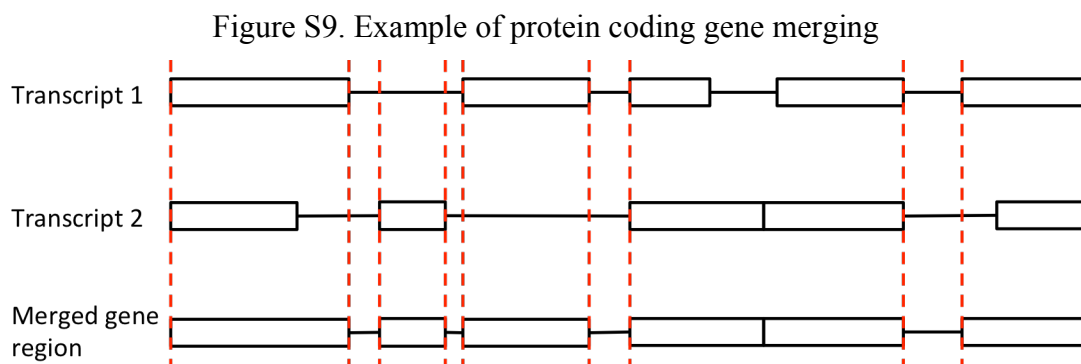 Figure S9. Example of protein coding gene merging
Transcript 1
Transcript 2
Merged gene
region